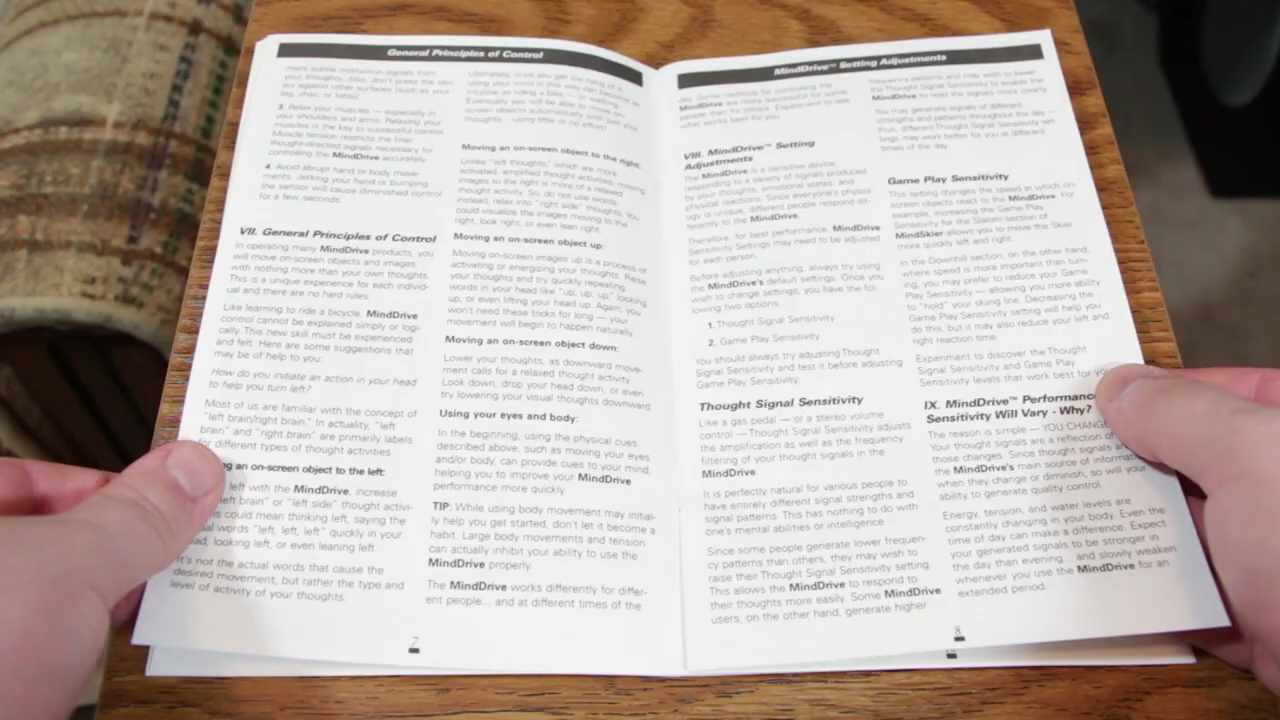 General Principles of Control
more subtle instruction signals from
your thoughts. Also, don't press the sen-
sor against other surfaces (such as your
leg, chair, or table).
3. Relax your muscles — especially in
your shoulders and arms. Relaxing your
muscles is the key to successful control.
Muscle tension restricts the finer
thought-directed signals necessary for
controlling the MindDrive accurately.
4. Avoid abrupt hand or body move-
ments. Jerking your hand or bumping
the sensor will cause diminished control
for a few seconds.
VII. General Principles of Control
In operating many MindDrive products, you
will move on-screen objects and images
with nothing more than your own thoughts.
This is a unique experience for each individ-
ual and there are no hard rules.
Like learning to ride a bicycle, MindDrive
control cannot be explained simply or logi-
cally. This new skill must be experienced
and felt. Here are some suggestions that
may be of help to you:
How do you initiate an action in your head
to help you turn left?
Most of us are familiar with the concept of
"left brain/right brain." In actuality, "left
brain" and "right brain" are primarily labels
for different types of thought activities.
an on-screen object to the left:
left with the MindDrive, increase
"left brain" or "left side" thought activi-
could mean thinking left, saying the
words "left, left, left" quickly in your
looking left, or even leaning left.
It's not the actual words that cause the
desired movement, but rather the type and
level of activity of your thoughts.
Ultimately, once you get the hang of it,
using your mind in this way can become as
intuitive as riding a bike, — or walking.
Eventually you will be able to move on-
screen objects automatically with just your
thoughts using little or no effort!
Moving an on-screen object to the right:
Unlike "left thoughts," which are more
activated, amplified thought activities, moving
images to the right is more of a relaxed
thought activity. So, do not use words;
instead, relax into "right side" thoughts. You
could visualize the images moving to the
right, look right, or even lean right.
Moving an on-screen object up:
Moving on-screen images up is a process of
activating or energizing your thoughts. Raise
your thoughts and try quickly repeating
words in your head like "up, up, up," looking
up, or even lifting your head up. Again, you
won't need these tricks for long — your
movement will begin to happen naturally.
Moving an on-screen object down:
Lower your thoughts, as downward move-
ment calls for a relaxed thought activity.
Look down, drop your head down, or even
try lowering your visual thoughts downward
Using your eyes and body:
In the beginning, using the physical cues
described above, such as moving your eyes
and/or body, can provide cues to your mind,
helping you to improve your MindDrive
performance more quickly.
TIP: While using body movement may initial-
ly help you get started, don't let it become a
habit. Large body movements and tension
can actually inhibit your ability to use the
MindDrive properly.
The MindDrive works differently for differ-
ent people... and at different times of the
7
MindDrive™ Setting Adjustments
day. Some methods for controlling the
MindDrive are more successful for some
people than for others. Experiment to see
what works best for you.
VIII. MindDrive™ Setting
Adjustments
The MindDrive is a sensitive device,
responding to a variety of signals produced
by your thoughts, emotional states, and
physical reactions. Since everyone's physiol-
ogy is unique, different people respond dif-
ferently to the MindDrive.
Therefore, for best performance, MindDrive
Sensitivity Settings may need to be adjusted
for each person.
Before adjusting anything, always try using
the MindDrive's default settings. Once you
wish to change settings, you have the fol-
lowing two options:
1. Thought Signal Sensitivity
2. Game Play Sensitivity
You should always try adjusting Thought
Signal Sensitivity and test it before adjusting
Game Play Sensitivity.
Thought Signal Sensitivity
Like a gas pedal — or a stereo volume
control — Thought Signal Sensitivity adjusts
the amplification as well as the frequency
filtering of your thought signals in the
MindDrive.
It is perfectly natural for various people to
have entirely different signal strengths and
signal patterns. This has nothing to do with
one's mental abilities or intelligence.
Since some people generate lower frequen-
cy patterns than others, they may wish to
raise their Thought Signal Sensitivity setting.
This allows the MindDrive to respond to
their thoughts more easily. Some MindDrive
users, on the other hand, generate higher
frequency patterns, and may wish to lower
the Thought Signal Sensitivity to enable the
MindDrive to read the signals more clearly.
You may generate signals of different
strengths and patterns throughout the day —
thus, different Thought Signal Sensitivity set-
tings may work better for you at different
times of the day.
Game Play Sensitivity
This setting changes the speed at which on-
screen objects react to the MindDrive. For
example, increasing the Game Play
Sensitivity for the Slalom section of
MindSkier allows you to move the Skier
more quickly left and right.
In the Downhill section, on the other hand,
where speed is more important than turn-
ing, you may prefer to reduce your Game
Play Sensitivity — allowing you more ability
to "hold" your skiing line. Decreasing the
Game Play Sensitivity setting will help you
do this, but it may also reduce your left and
right reaction time.
Experiment to discover the Thought
Signal Sensitivity and Game Play
Sensitivity levels that work best for you.
IX. MindDrive™ Performance
Sensitivity Will Vary - Why?
The reason is simple — YOU CHANGE
Your thoughts are a reflection of
those changes. Since thought signals are
the MindDrive's main source of information
when they change or diminish, so will your
ability to generate quality control.
Energy, tension, and water levels are
constantly changing in your body. Even the
time of day can make a difference. Expect
your generated signals to be stronger in
the day than evening... and slowly weaken
whenever you use the MindDrive for an
extended period.
8